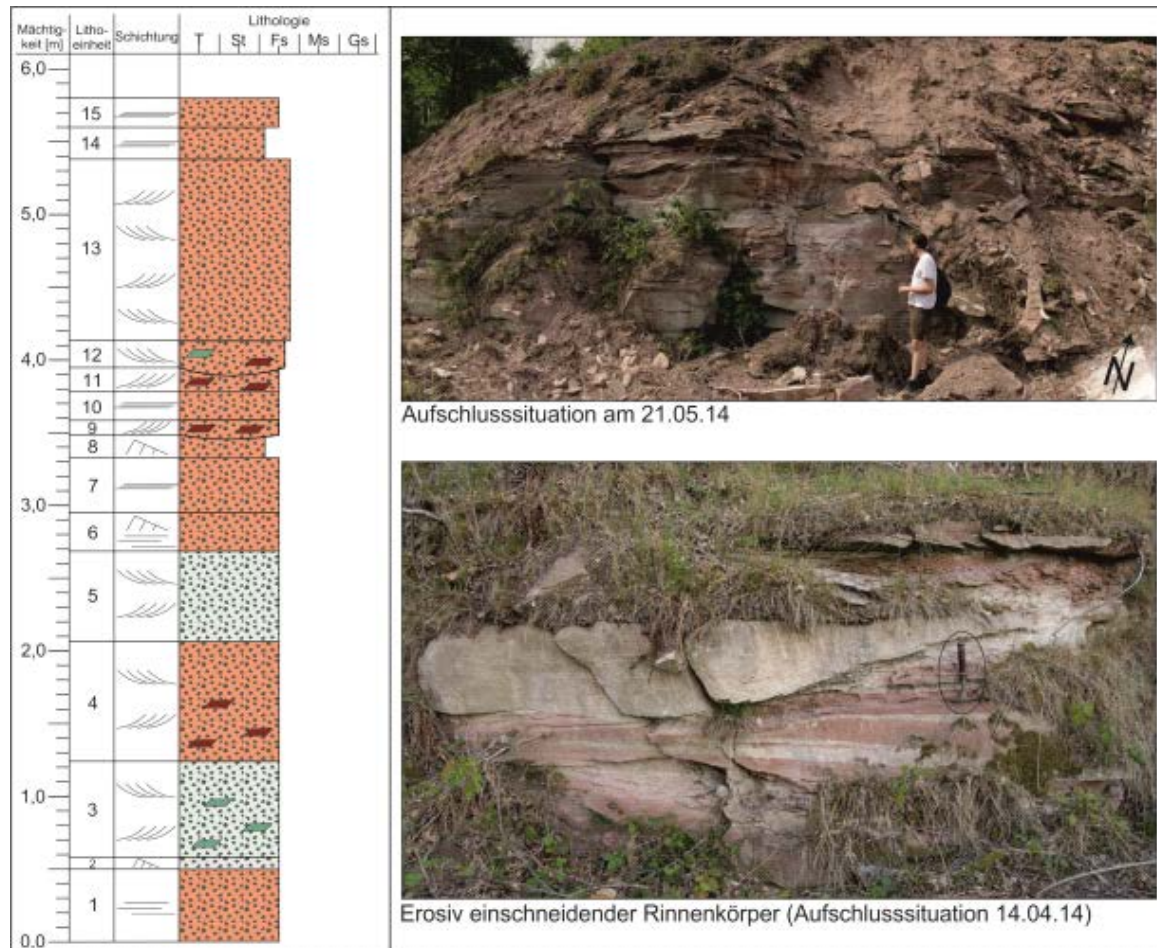 Lithologie
Mächtig-
keit [m]
Litho-
einheit
Schichtung
T St Fs Ms Gs
6,0
15
14
5,0
13
4,0
12
11
10
9
8
3,0
7
6
5
2,0
4
1,0
3
2
1
0,0
N
Aufschlusssituation am 21.05.14
Erosiv einschneidender Rinnenkörper (Aufschlusssituation 14.04.14)